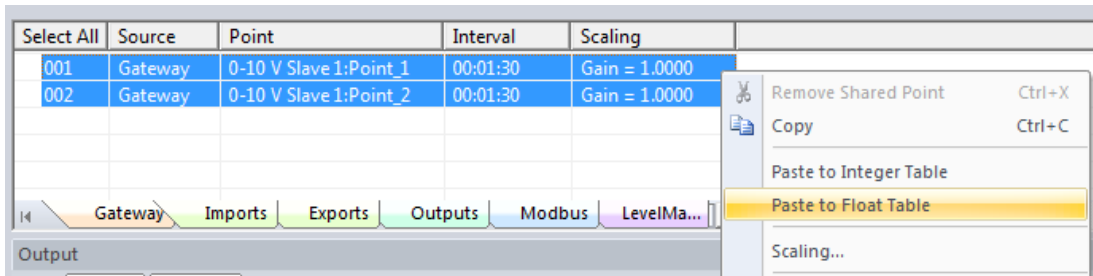 Select All Source Point Interval Scaling
001 Gateway 0-10 V Slave 1:Point_1 00:01:30 Gain = 1.0000
002 Gateway 0-10 V Slave 1:Point_2 00:01:30 Gain = 1.0000
Remove Shared Point Ctrl+X
Copy Ctrl+C
Paste to Integer Table
Paste to Float Table
Scaling...
Gateway Imports Exports Outputs Modbus LevelMa...
Output